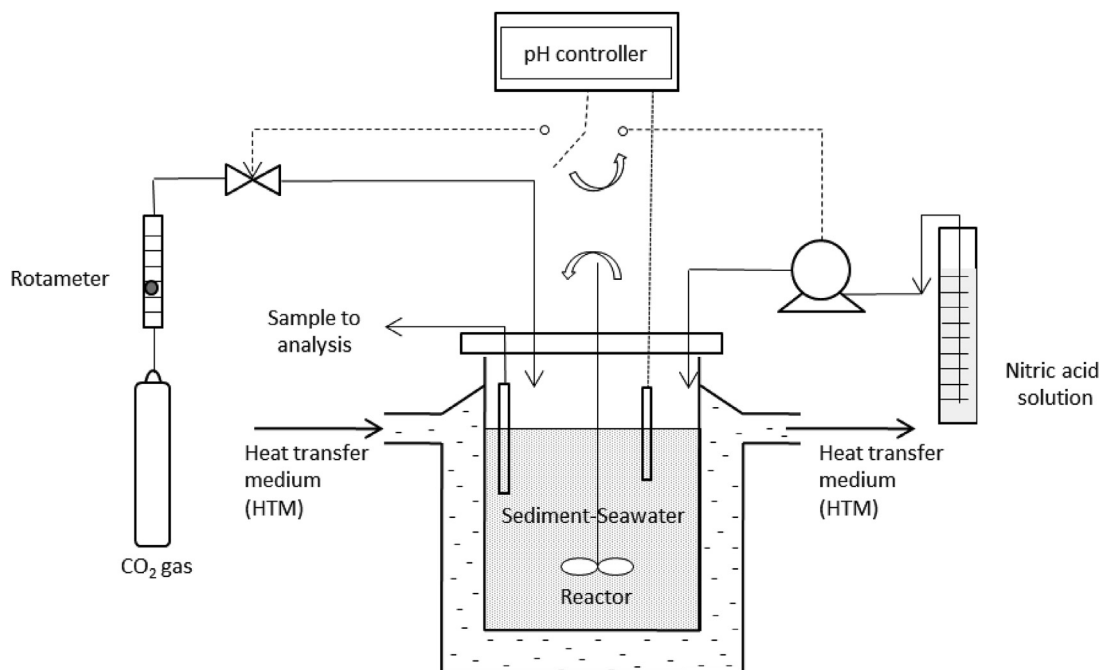 pH controller
Rotameter
Sample to
analysis
Nitric acid
solution
Heat transfer
medium
(HTM)
Heat transfer
medium
(HTM)
Sediment-Seawater
Reactor
CO₂ gas